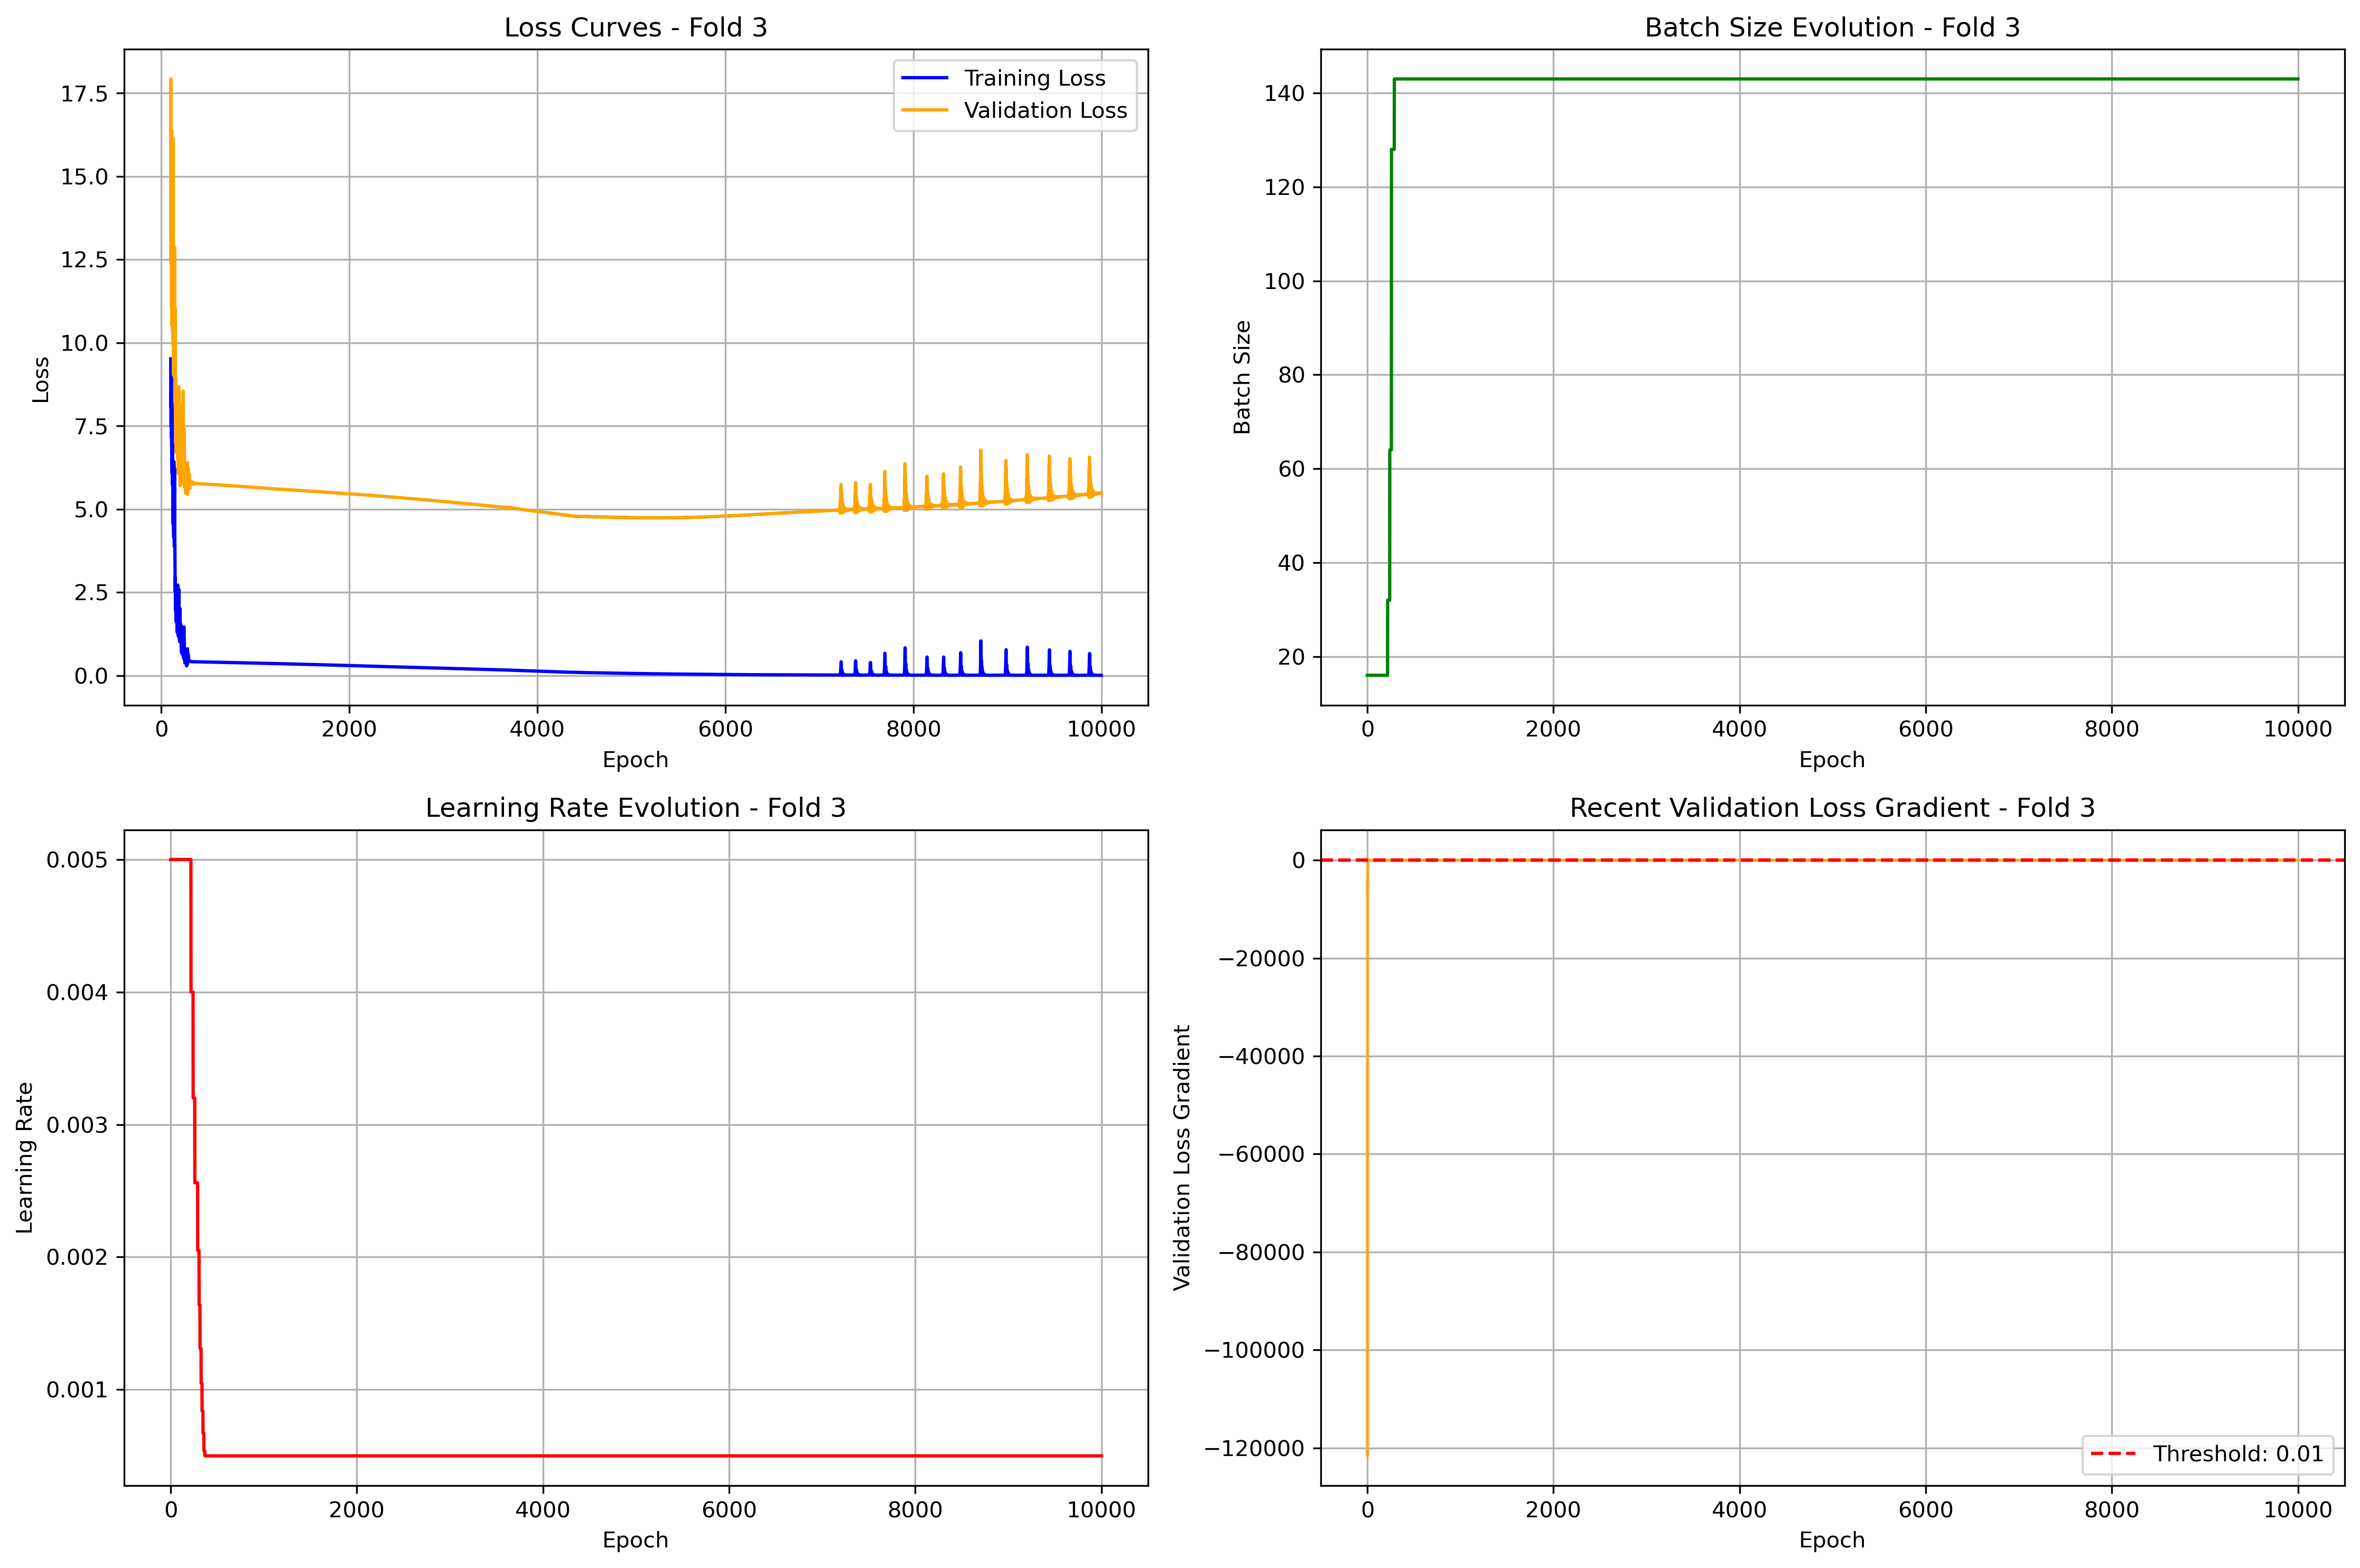 Loss Curves - Fold 3
Training Loss
Validation Loss
17.5
15.0
12.5
10.0
7.5
5.0
2.5
0.0
Loss
0 2000 4000 6000 8000 10000
Epoch
Batch Size Evolution - Fold 3
140
120
100
80
60
40
20
Batch Size
0 2000 4000 6000 8000 10000
Epoch
Learning Rate Evolution - Fold 3
0.005
0.004
0.003
0.002
0.001
Learning Rate
0 2000 4000 6000 8000 10000
Epoch
Recent Validation Loss Gradient - Fold 3
0
−20000
−40000
−60000
−80000
−100000
−120000
Validation Loss Gradient
Threshold: 0.01
0 2000 4000 6000 8000 10000
Epoch